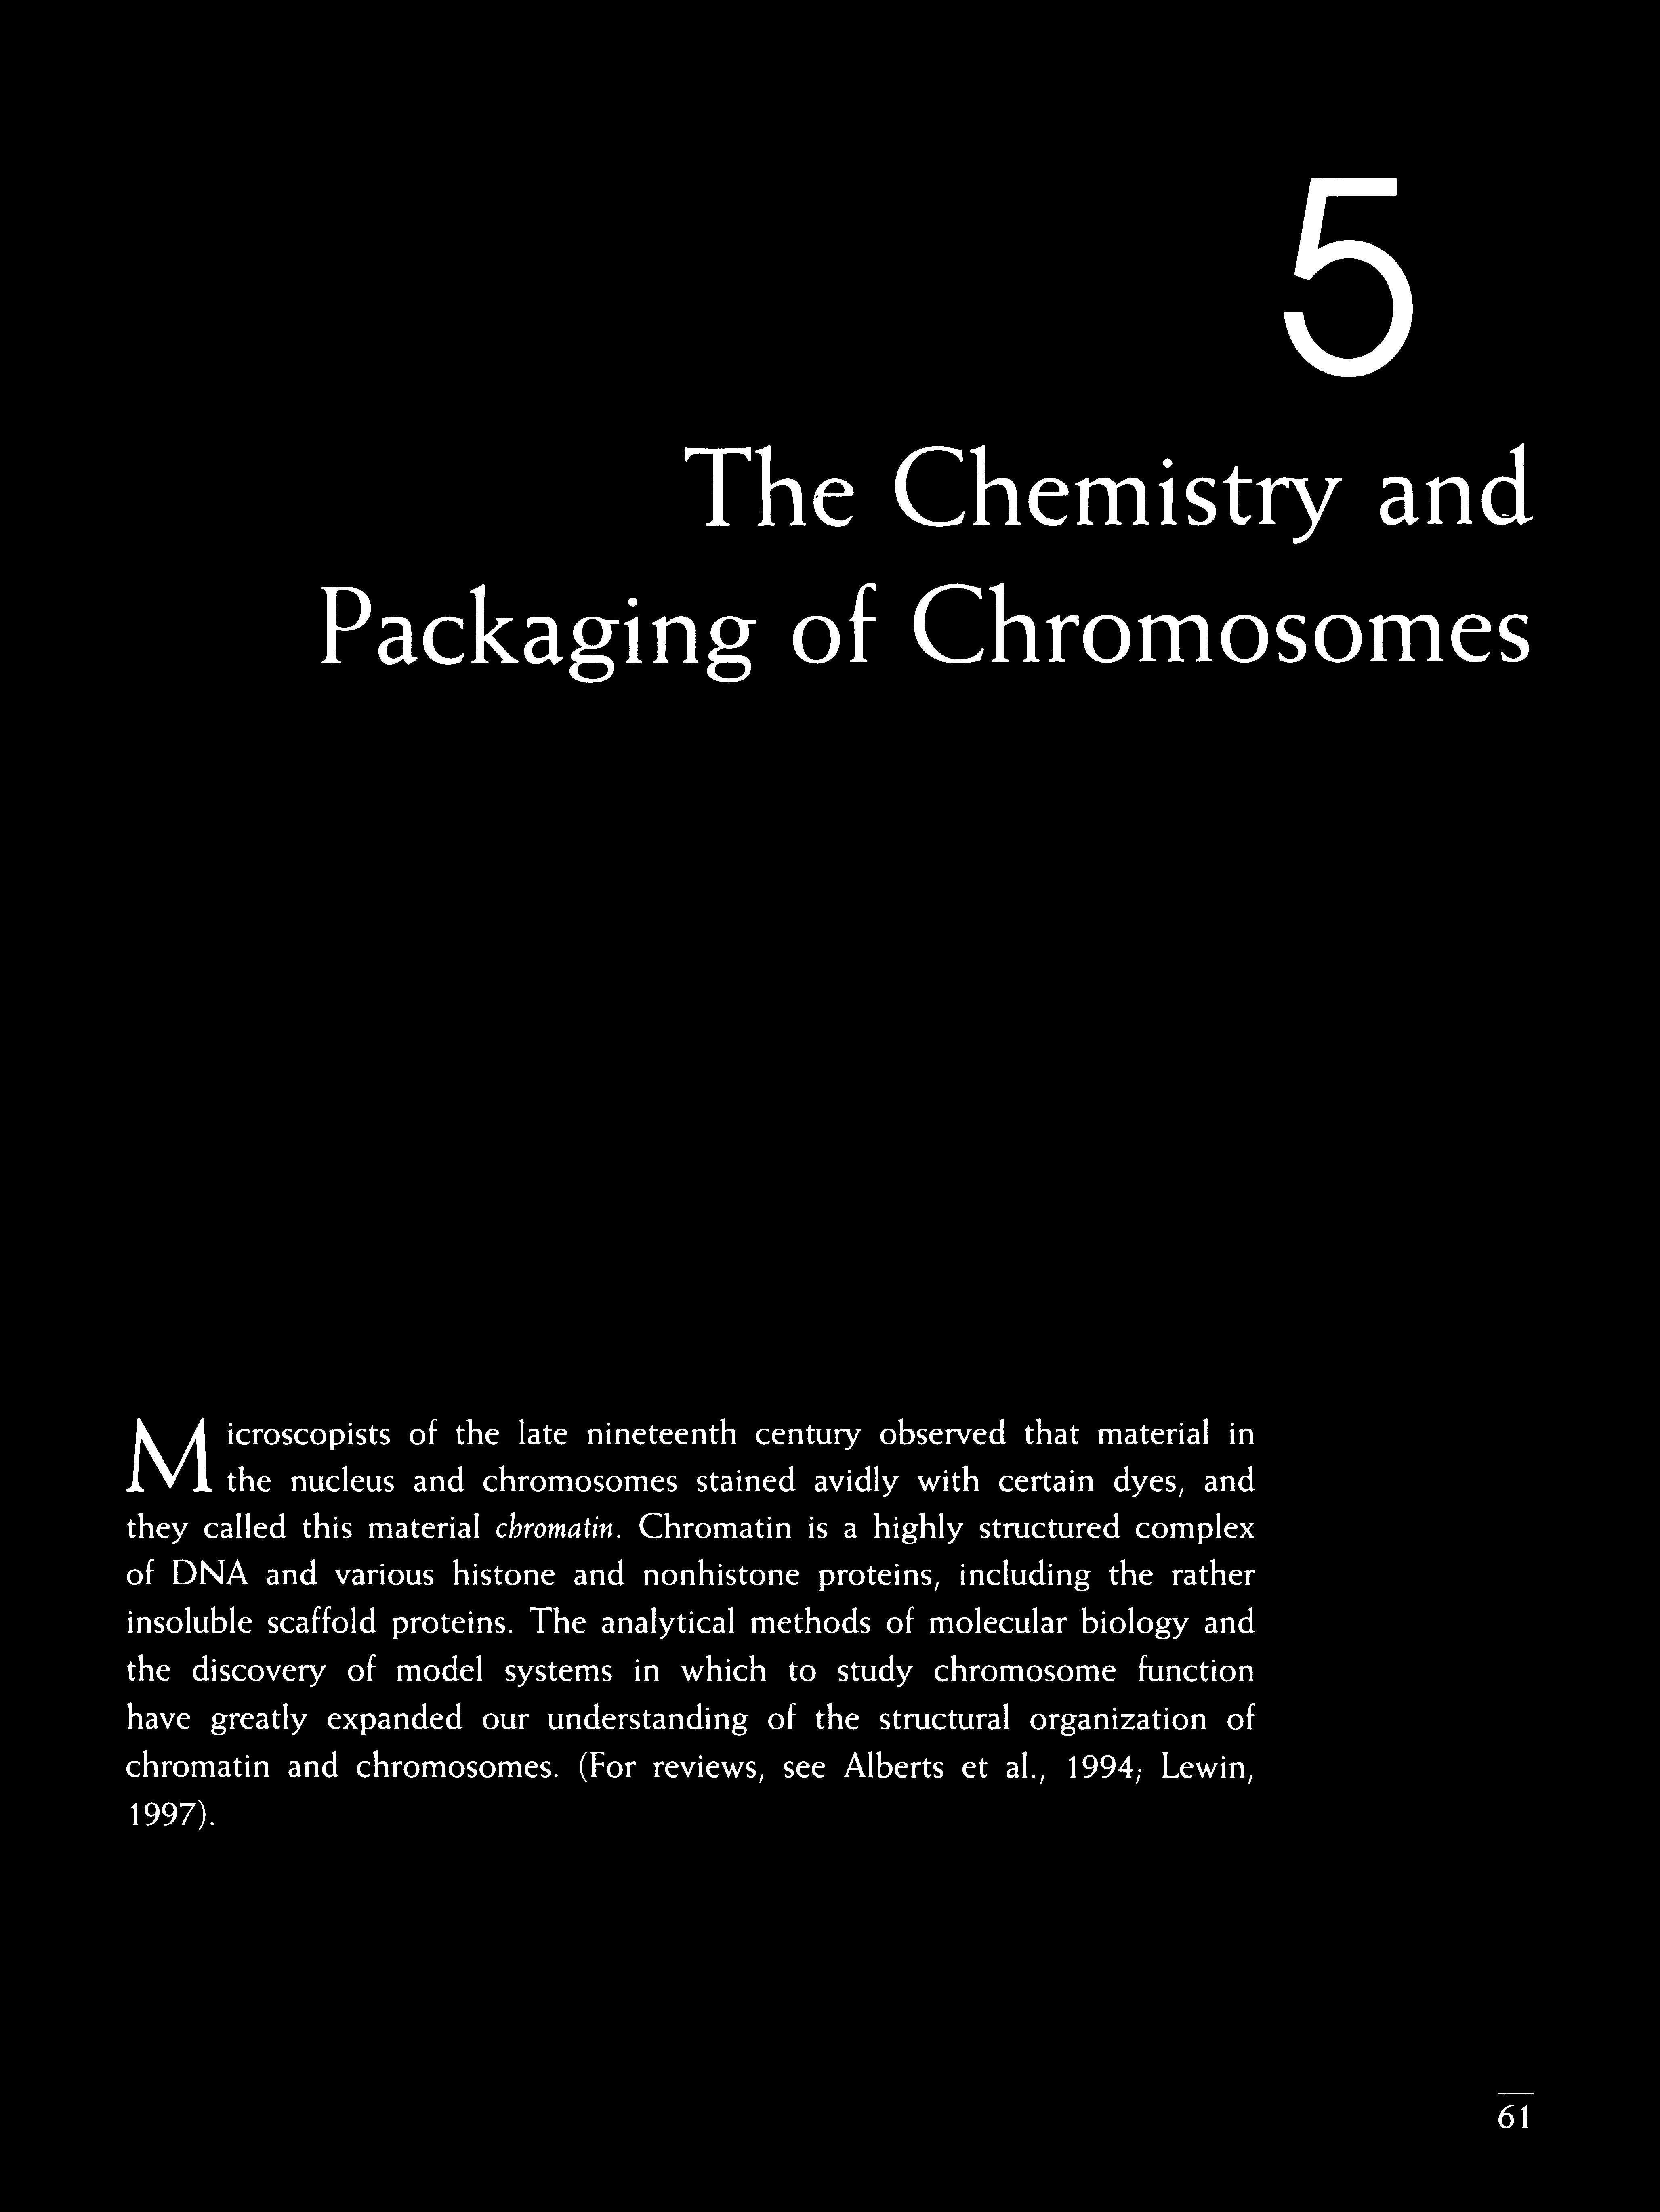 5
The Chemistry and
Packaging of Chromosomes
Microscopists of the late nineteenth century observed that material in
the nucleus and chromosomes stained avidly with certain dyes, and
they called this material chromatin. Chromatin is a highly structured complex
of DNA and various histone and nonhistone proteins, including the rather
insoluble scaffold proteins. The analytical methods of molecular biology and
the discovery of model systems in which to study chromosome function
have greatly expanded our understanding of the structural organization of
chromatin and chromosomes. (For reviews, see Alberts et al., 1994; Lewin,
1997).
61